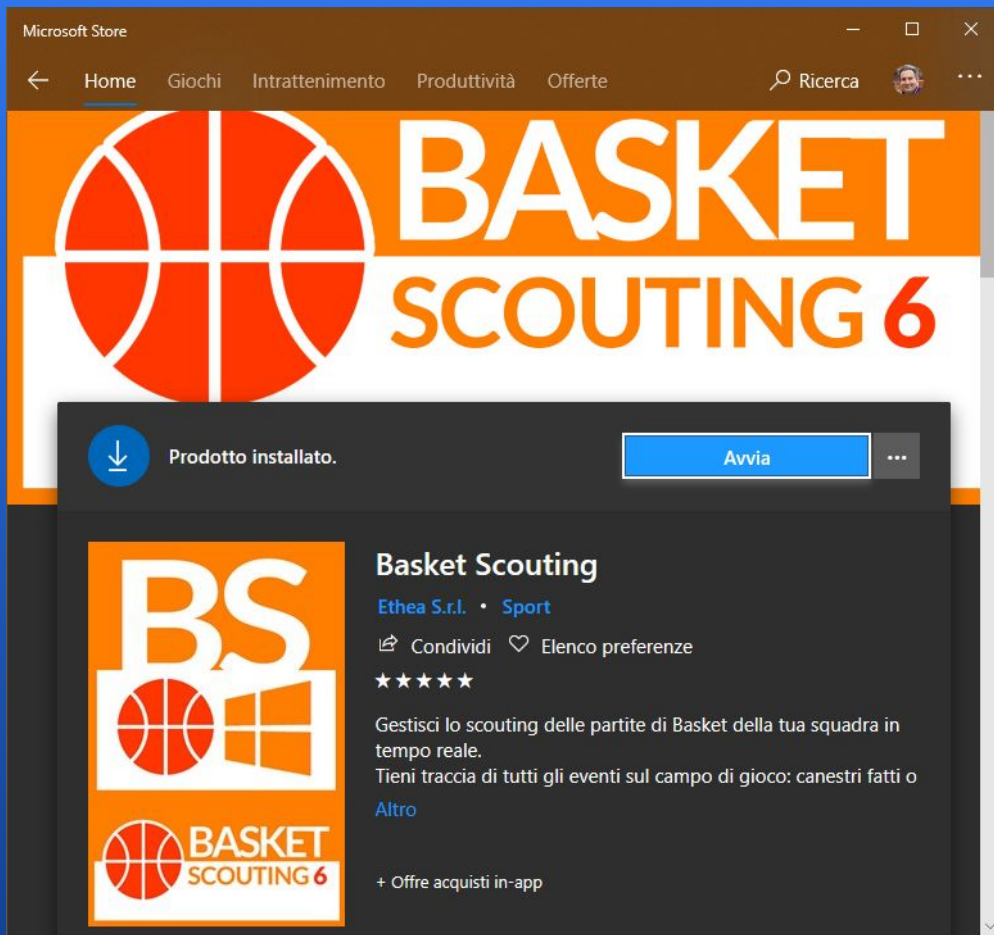 Microsoft Store
Home Giochi Intrattenimento Produttività Offerte Ricerca
BASKET
SCOUTING 6
Prodotto installato.
Avvia
BS
BASKET
SCOUTING 6
Basket Scouting
Ethea S.r.l. • Sport
Condividi Elenco preferenze
Gestisci lo scouting delle partite di Basket della tua squadra in
tempo reale.
Tieni traccia di tutti gli eventi sul campo di gioco: canestri fatti o
Altro
+ Offre acquisti in-app